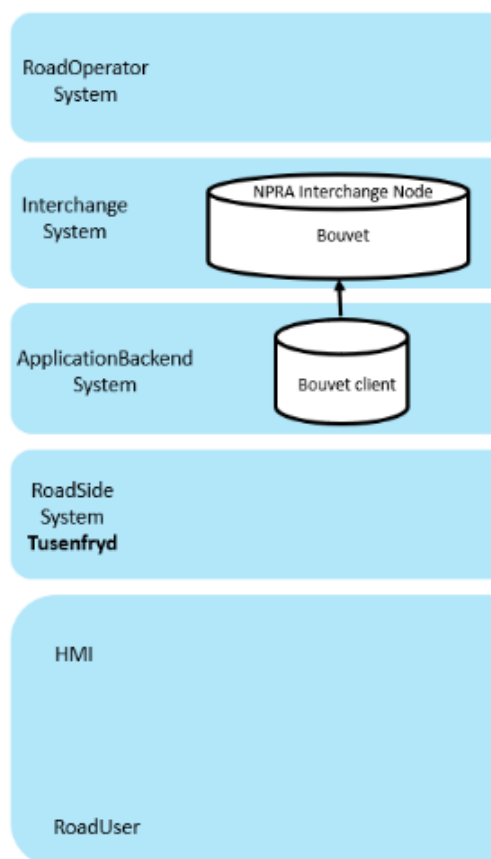 RoadOperator
System
Interchange
System
NPRA Interchange Node
Bouvet
ApplicationBackend
System
Bouvet client
RoadSide
System
Tusenfryd
HMI
RoadUser